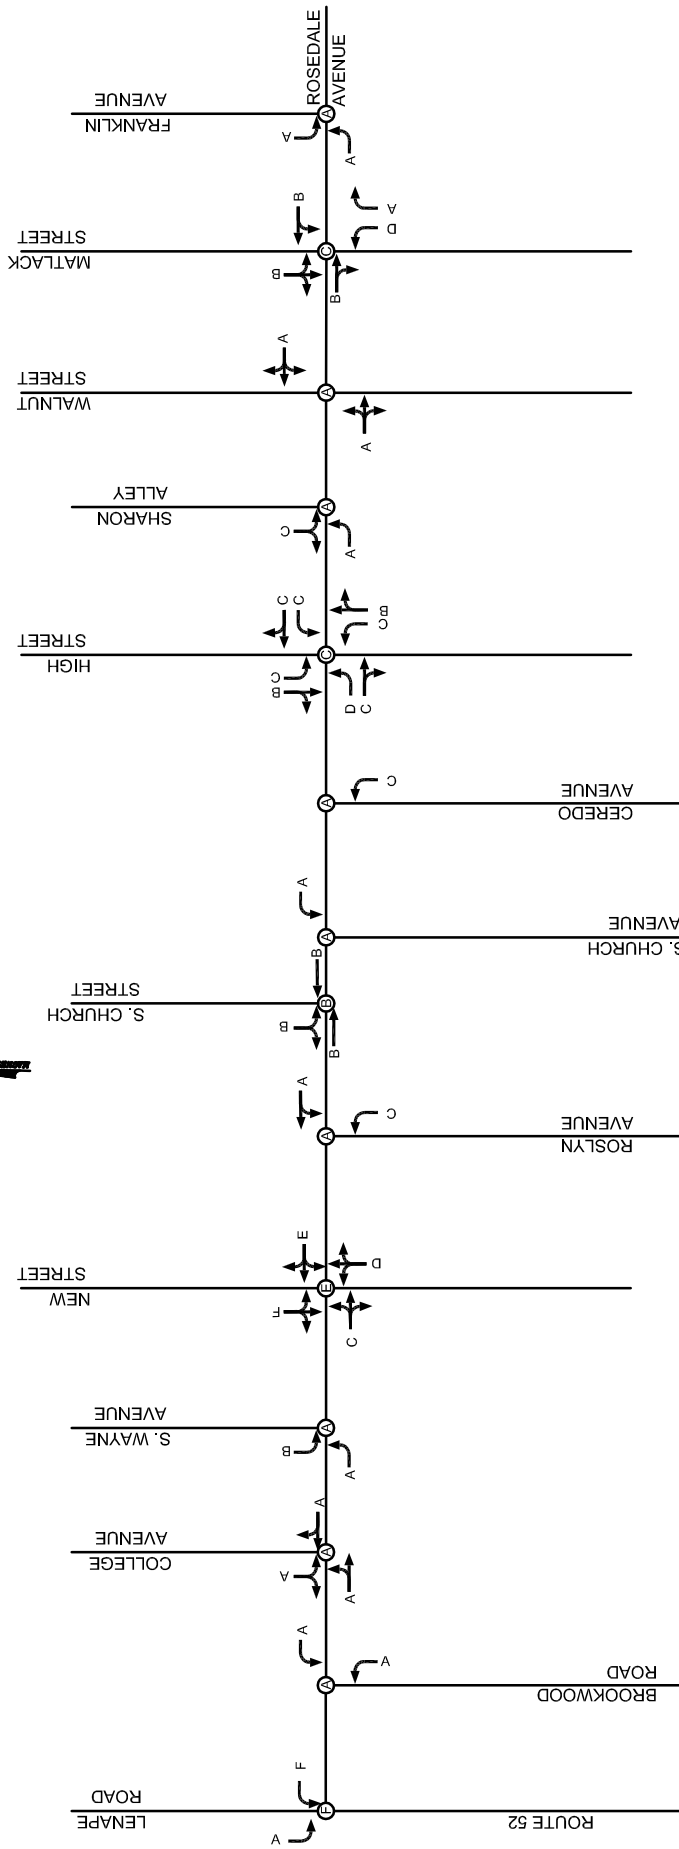 ROSEDALE
AVENUE
FRANKLIN
AVENUE
A
A
A
MATLACK
STREET
C
B
B
B
A
D
WALNUT
STREET
A
A
A
SHARON
ALLEY
A
C
A
HIGH
STREET
C
C
C
C
B
B
C
D
C
CEREDO
AVENUE
A
C
S. CHURCH
AVENUE
A
A
S. CHURCH
STREET
B
B
B
B
ROSLYN
AVENUE
A
A
C
NEW
STREET
E
E
F
D
C
S. WAYNE
AVENUE
A
B
A
COLLEGE
AVENUE
A
A
A
A
BROOKWOOD
ROAD
A
A
A
LENAPE
ROAD
F
F
A
ROUTE 52